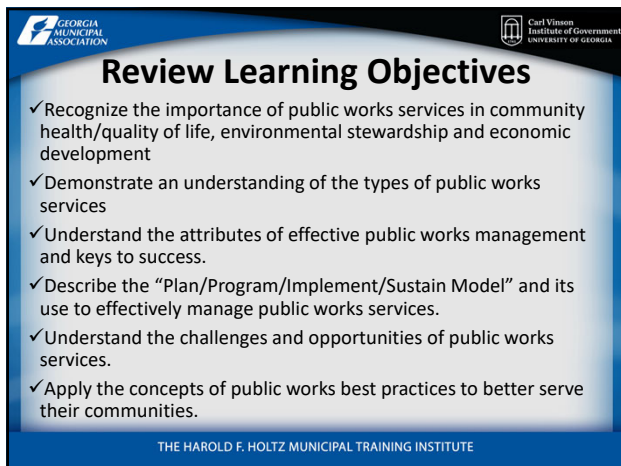 GEORGIA
MUNICIPAL
ASSOCIATION
Carl Vinson
Institute of Government
UNIVERSITY OF GEORGIA
Review Learning Objectives
✓Recognize the importance of public works services in community
health/quality of life, environmental stewardship and economic
development
✓Demonstrate an understanding of the types of public works
services
✓Understand the attributes of effective public works management
and keys to success.
✓Describe the “Plan/Program/Implement/Sustain Model” and its
use to effectively manage public works services.
✓Understand the challenges and opportunities of public works
services.
✓Apply the concepts of public works best practices to better serve
their communities.
THE HAROLD F. HOLTZ MUNICIPAL TRAINING INSTITUTE